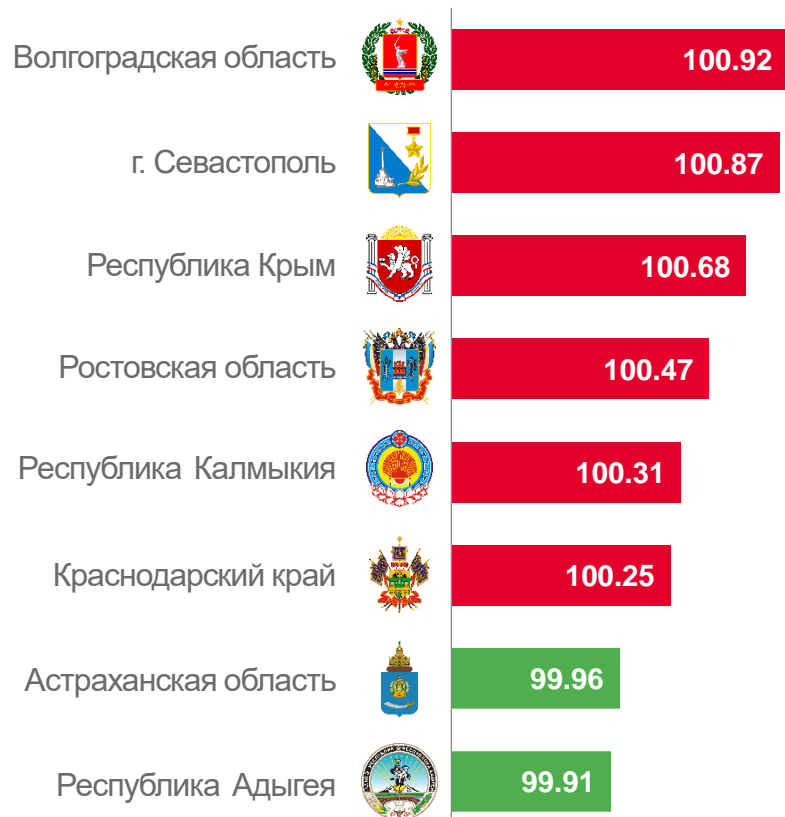 Волгоградская область 100.92
г. Севастополь 100.87
Республика Крым 100.68
Ростовская область 100.47
Республика Калмыкия 100.31
Краснодарский край 100.25
Астраханская область 99.96
Республика Адыгея 99.91